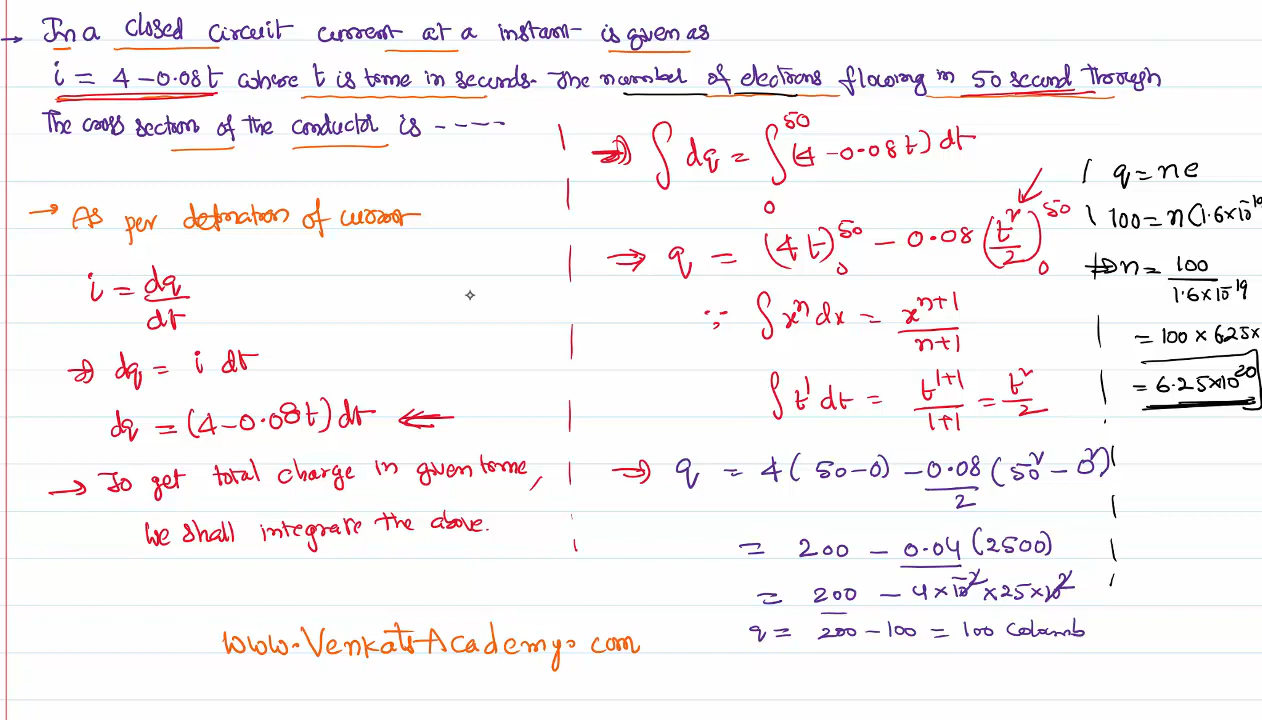 → In a closed circuit current at a instant is given as
i = 4 - 0.08t where t is time in seconds. The number of electrons flowing in 50 second through
The cross section of the conductor is - - - -
→ As per defination of current
i = dq/dt
⇒ dq = i dt
dq = (4 - 0.08t) dt ⇐
→ To get total charge in given time,
we shall integrate the above.
www.VenkatsAcademy.com
⇒ ∫ dq = ∫₀⁵⁰ (4 - 0.08t) dt
⇒ q = (4t)₀⁵⁰ - 0.08 (t²/2)₀⁵⁰
∵ ∫ xⁿ dx = xⁿ⁺¹/n+1
∫ t¹ dt = t¹⁺¹/1+1 = t²/2
⇒ q = 4(50-0) - 0.08/2 (50² - 0²)
= 200 - 0.04 (2500)
= 200 - 4×10⁻²×25×10²
q = 200 - 100 = 100 Colomb
q = ne
100 = n(1.6×10⁻¹⁹
⇒ n = 100/1.6×10⁻¹⁹
= 100 × 625×
= 6.25×10²⁰